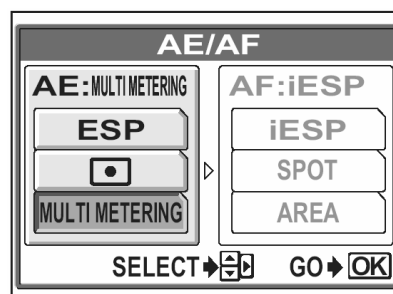 AE/AF
AE:MULTI METERING
ESP
MULTI METERING
AF:iESP
iESP
SPOT
AREA
SELECT GO OK